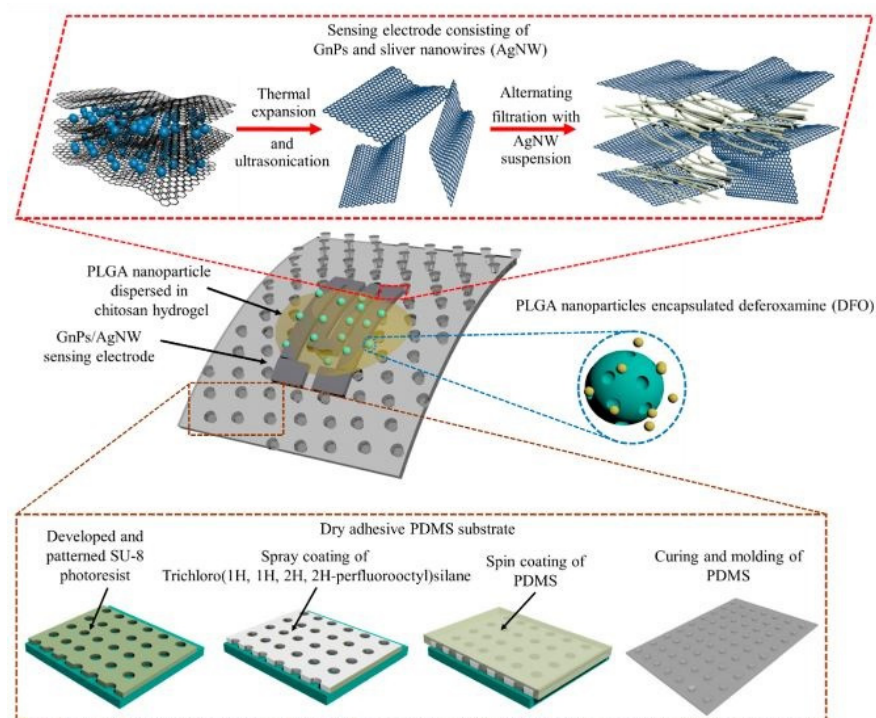 Sensing electrode consisting of
GnPs and sliver nanowires (AgNW)
Thermal
expansion
and
ultrasonication
Alternating
filtration with
AgNW
suspension
PLGA nanoparticle
dispersed in
chitosan hydrogel
GnPs/AgNW
sensing electrode
PLGA nanoparticles encapsulated deferoxamine (DFO)
Dry adhesive PDMS substrate
Developed and
patterned SU-8
photoresist
Spray coating of
Trichloro(1H, 1H, 2H, 2H-perfluorooctyl)silane
Spin coating of
PDMS
Curing and molding of
PDMS